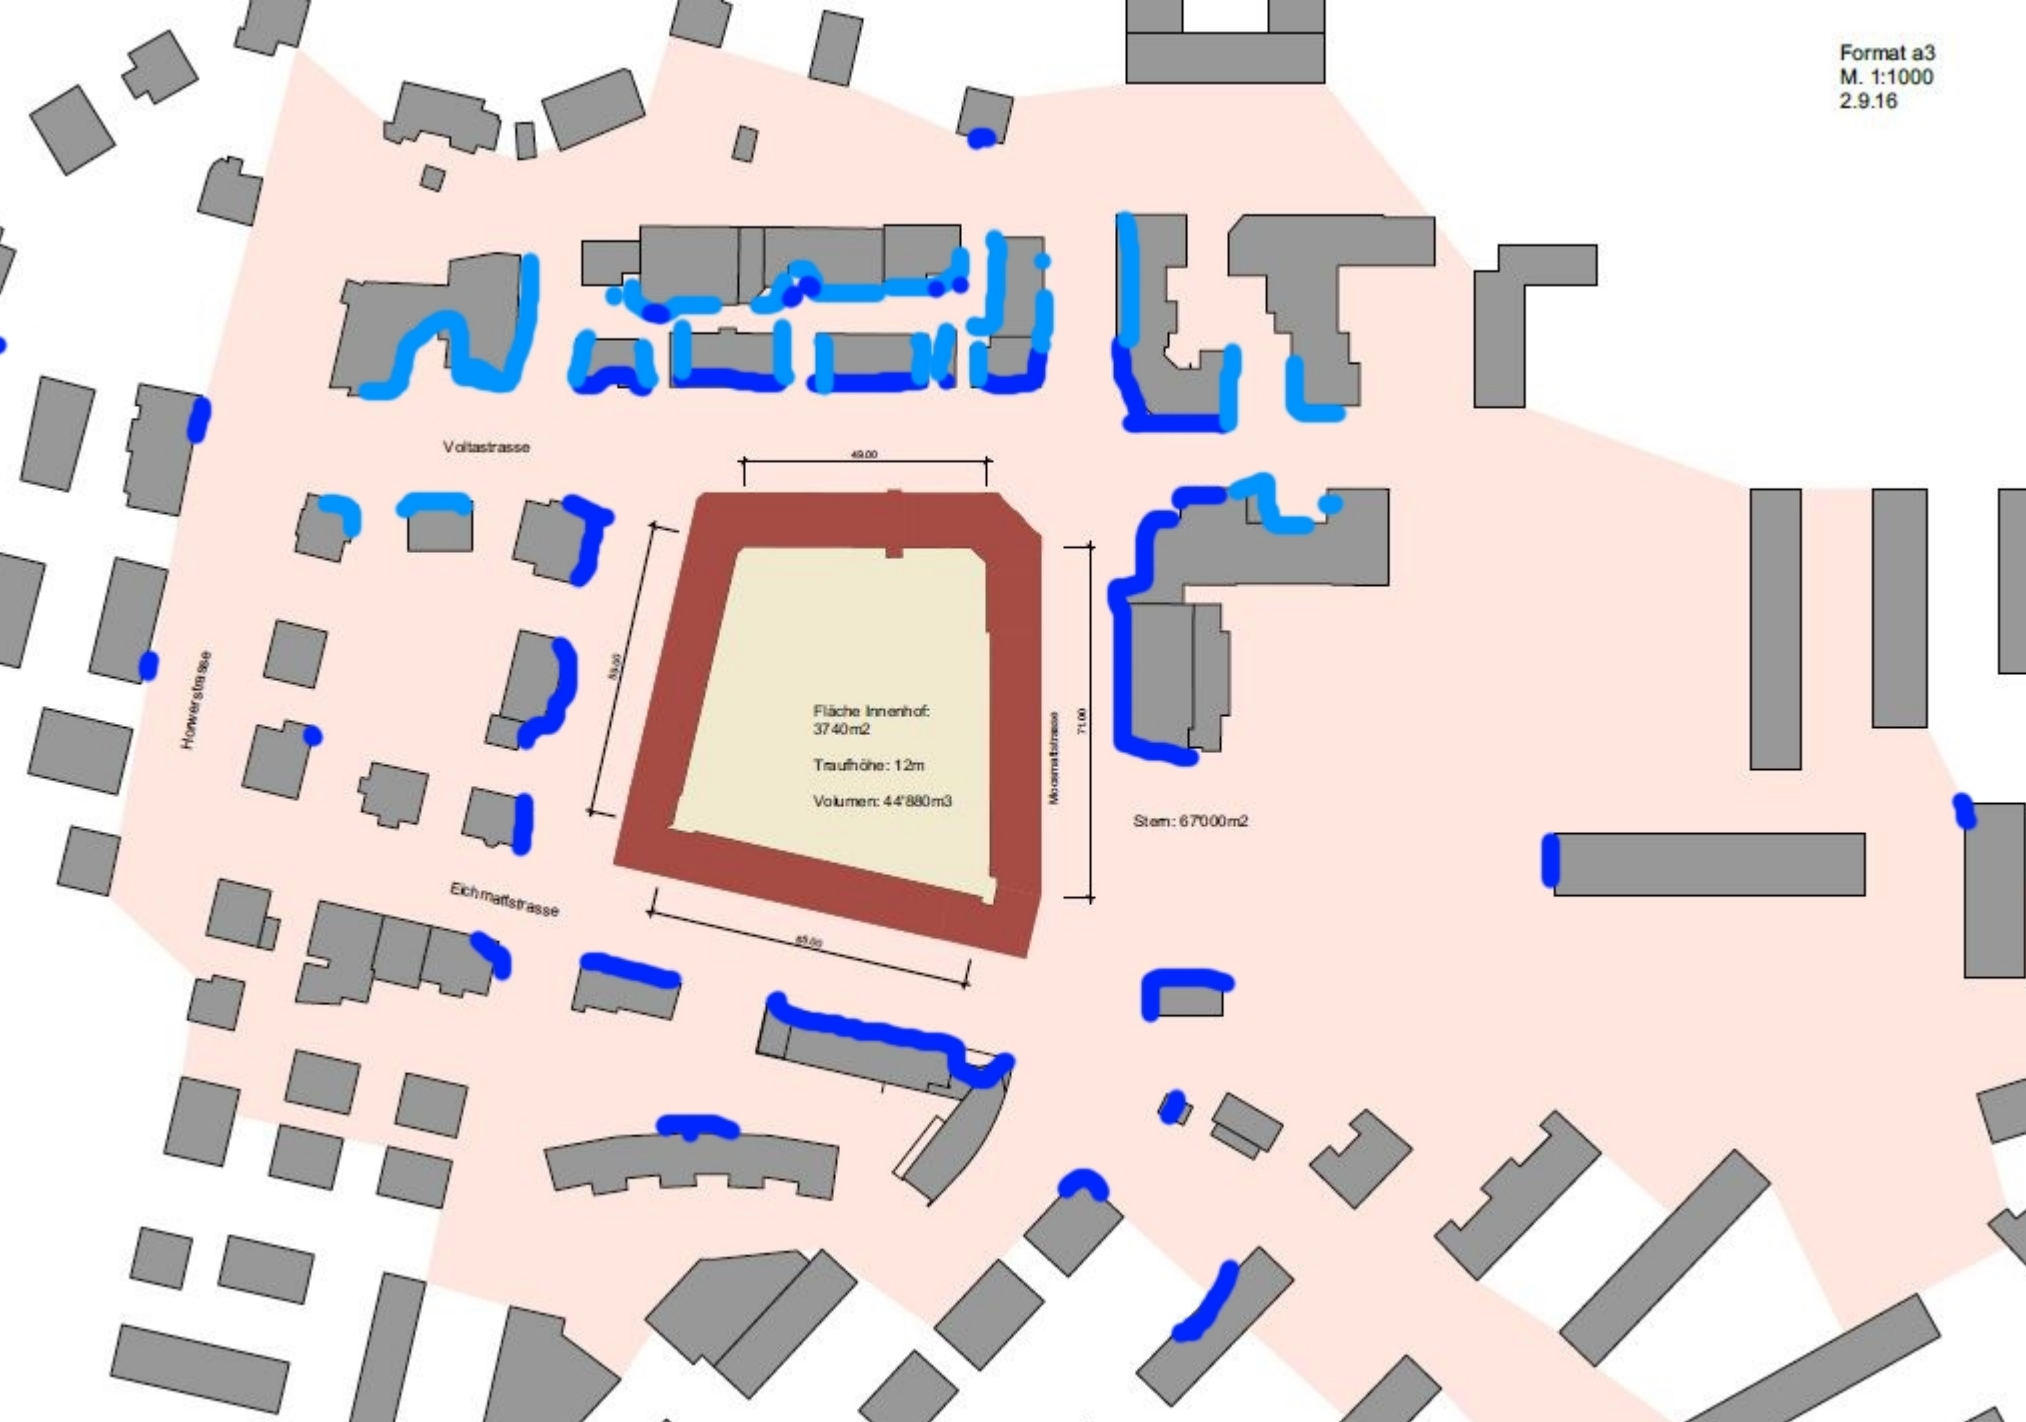 Format a3
M. 1:1000
2.9.16
Voltastrasse
49.00
Horwerstrasse
Fläche Innenhof:
3740m2
Traufhöhe: 12m
Volumen: 44'880m3
Moosmattstrasse
71.00
Stern: 67'000m2
Eichmattstrasse